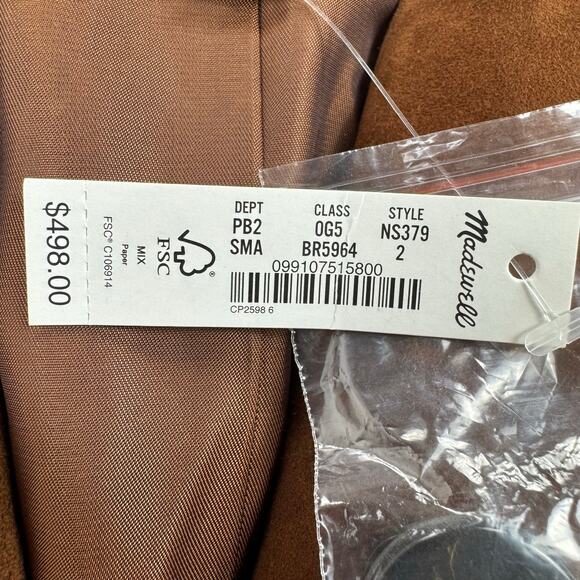 DEPT CLASS STYLE
PB2 0G5 NS379
SMA BR5964 2
099107515800
CP2598 6
Madewell
FSC®
MIX
Paper
FSC® C106914
$498.00